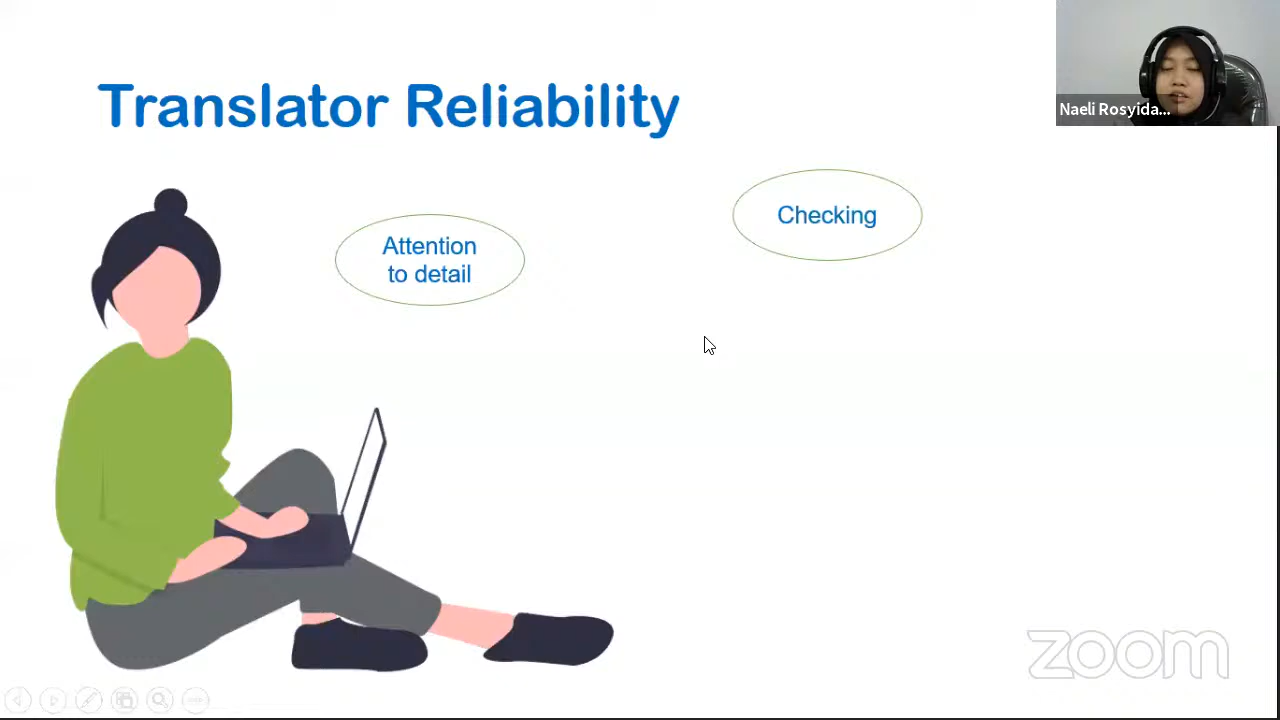 Translator Reliability
Naeli Rosyida...
Checking
Attention
to detail
zoom